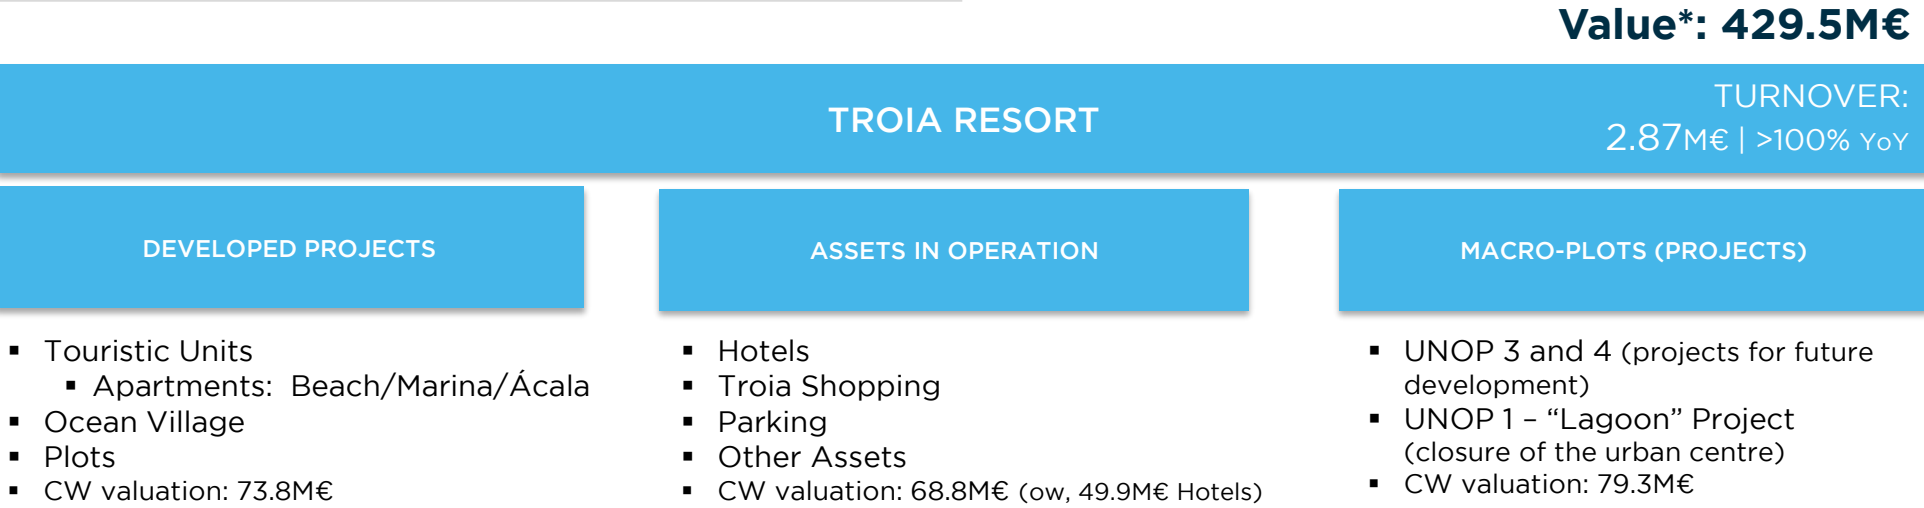 Value*: 429.5M€
TROIA RESORT
TURNOVER:
2.87M€ | >100% YoY
DEVELOPED PROJECTS
ASSETS IN OPERATION
MACRO-PLOTS (PROJECTS)
▪ Touristic Units
▪ Apartments: Beach/Marina/Ácala
▪ Ocean Village
▪ Plots
▪ CW valuation: 73.8M€
▪ Hotels
▪ Troia Shopping
▪ Parking
▪ Other Assets
▪ CW valuation: 68.8M€ (ow, 49.9M€ Hotels)
▪ UNOP 3 and 4 (projects for future
development)
▪ UNOP 1 – “Lagoon” Project
(closure of the urban centre)
▪ CW valuation: 79.3M€